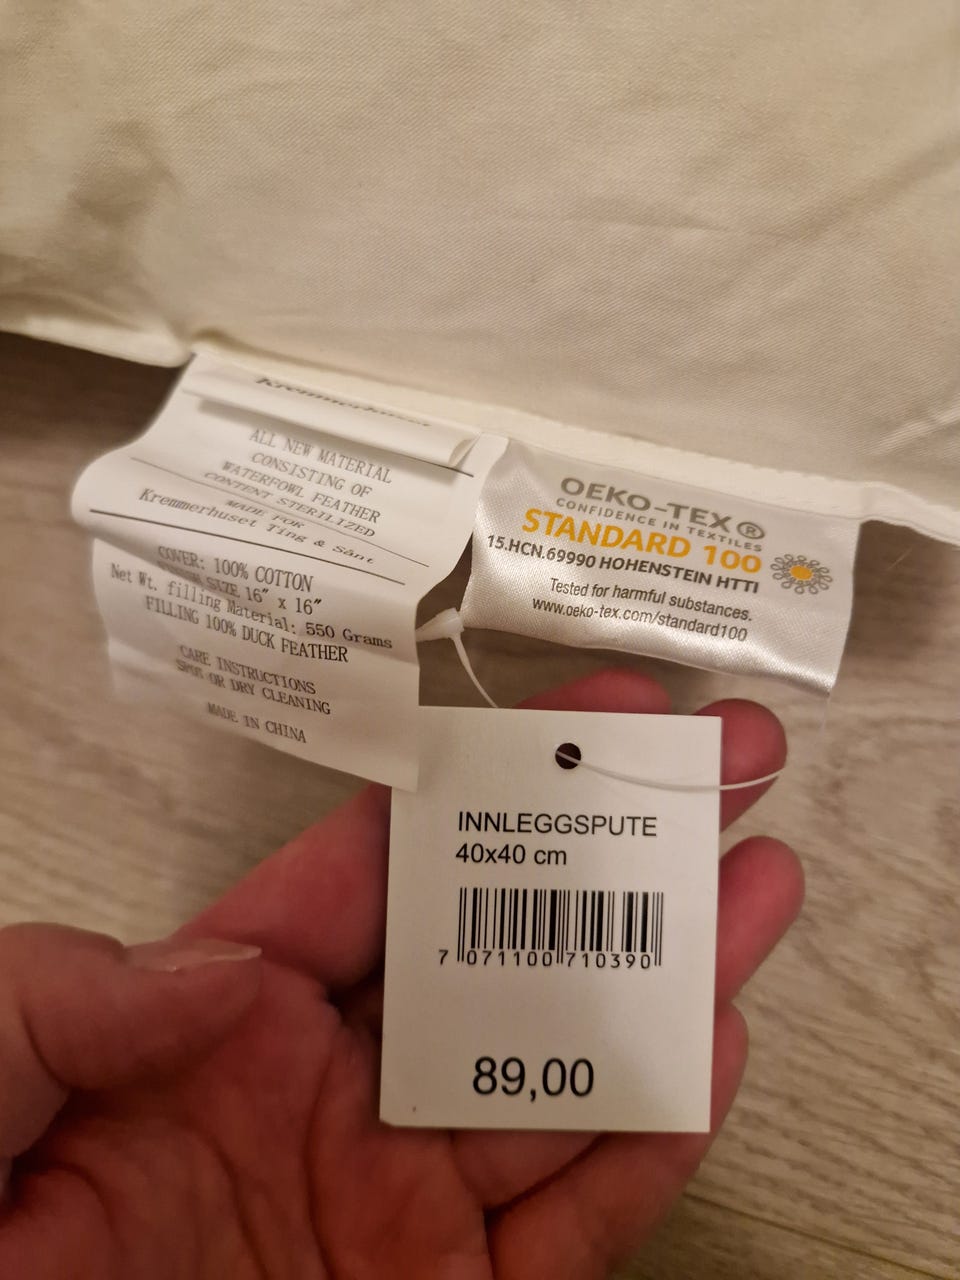 Kremmerhuset
ALL NEW MATERIAL
CONSISTING OF
WATERFOWL FEATHER
CONTENT STERILIZED
MADE FOR
Kremmerhuset Ting & Sånt
COVER: 100% COTTON
SIZE 16” x 16”
Net Wt. filling Material: 550 Grams
FILLING 100% DUCK FEATHER
CARE INSTRUCTIONS
SPOT OR DRY CLEANING
MADE IN CHINA
OEKO-TEX®
CONFIDENCE IN TEXTILES
STANDARD 100
15.HCN.69990 HOHENSTEIN HTTI
Tested for harmful substances.
www.oeko-tex.com/standard100
INNLEGGSPUTE
40x40 cm
7 071100 710390
89,00